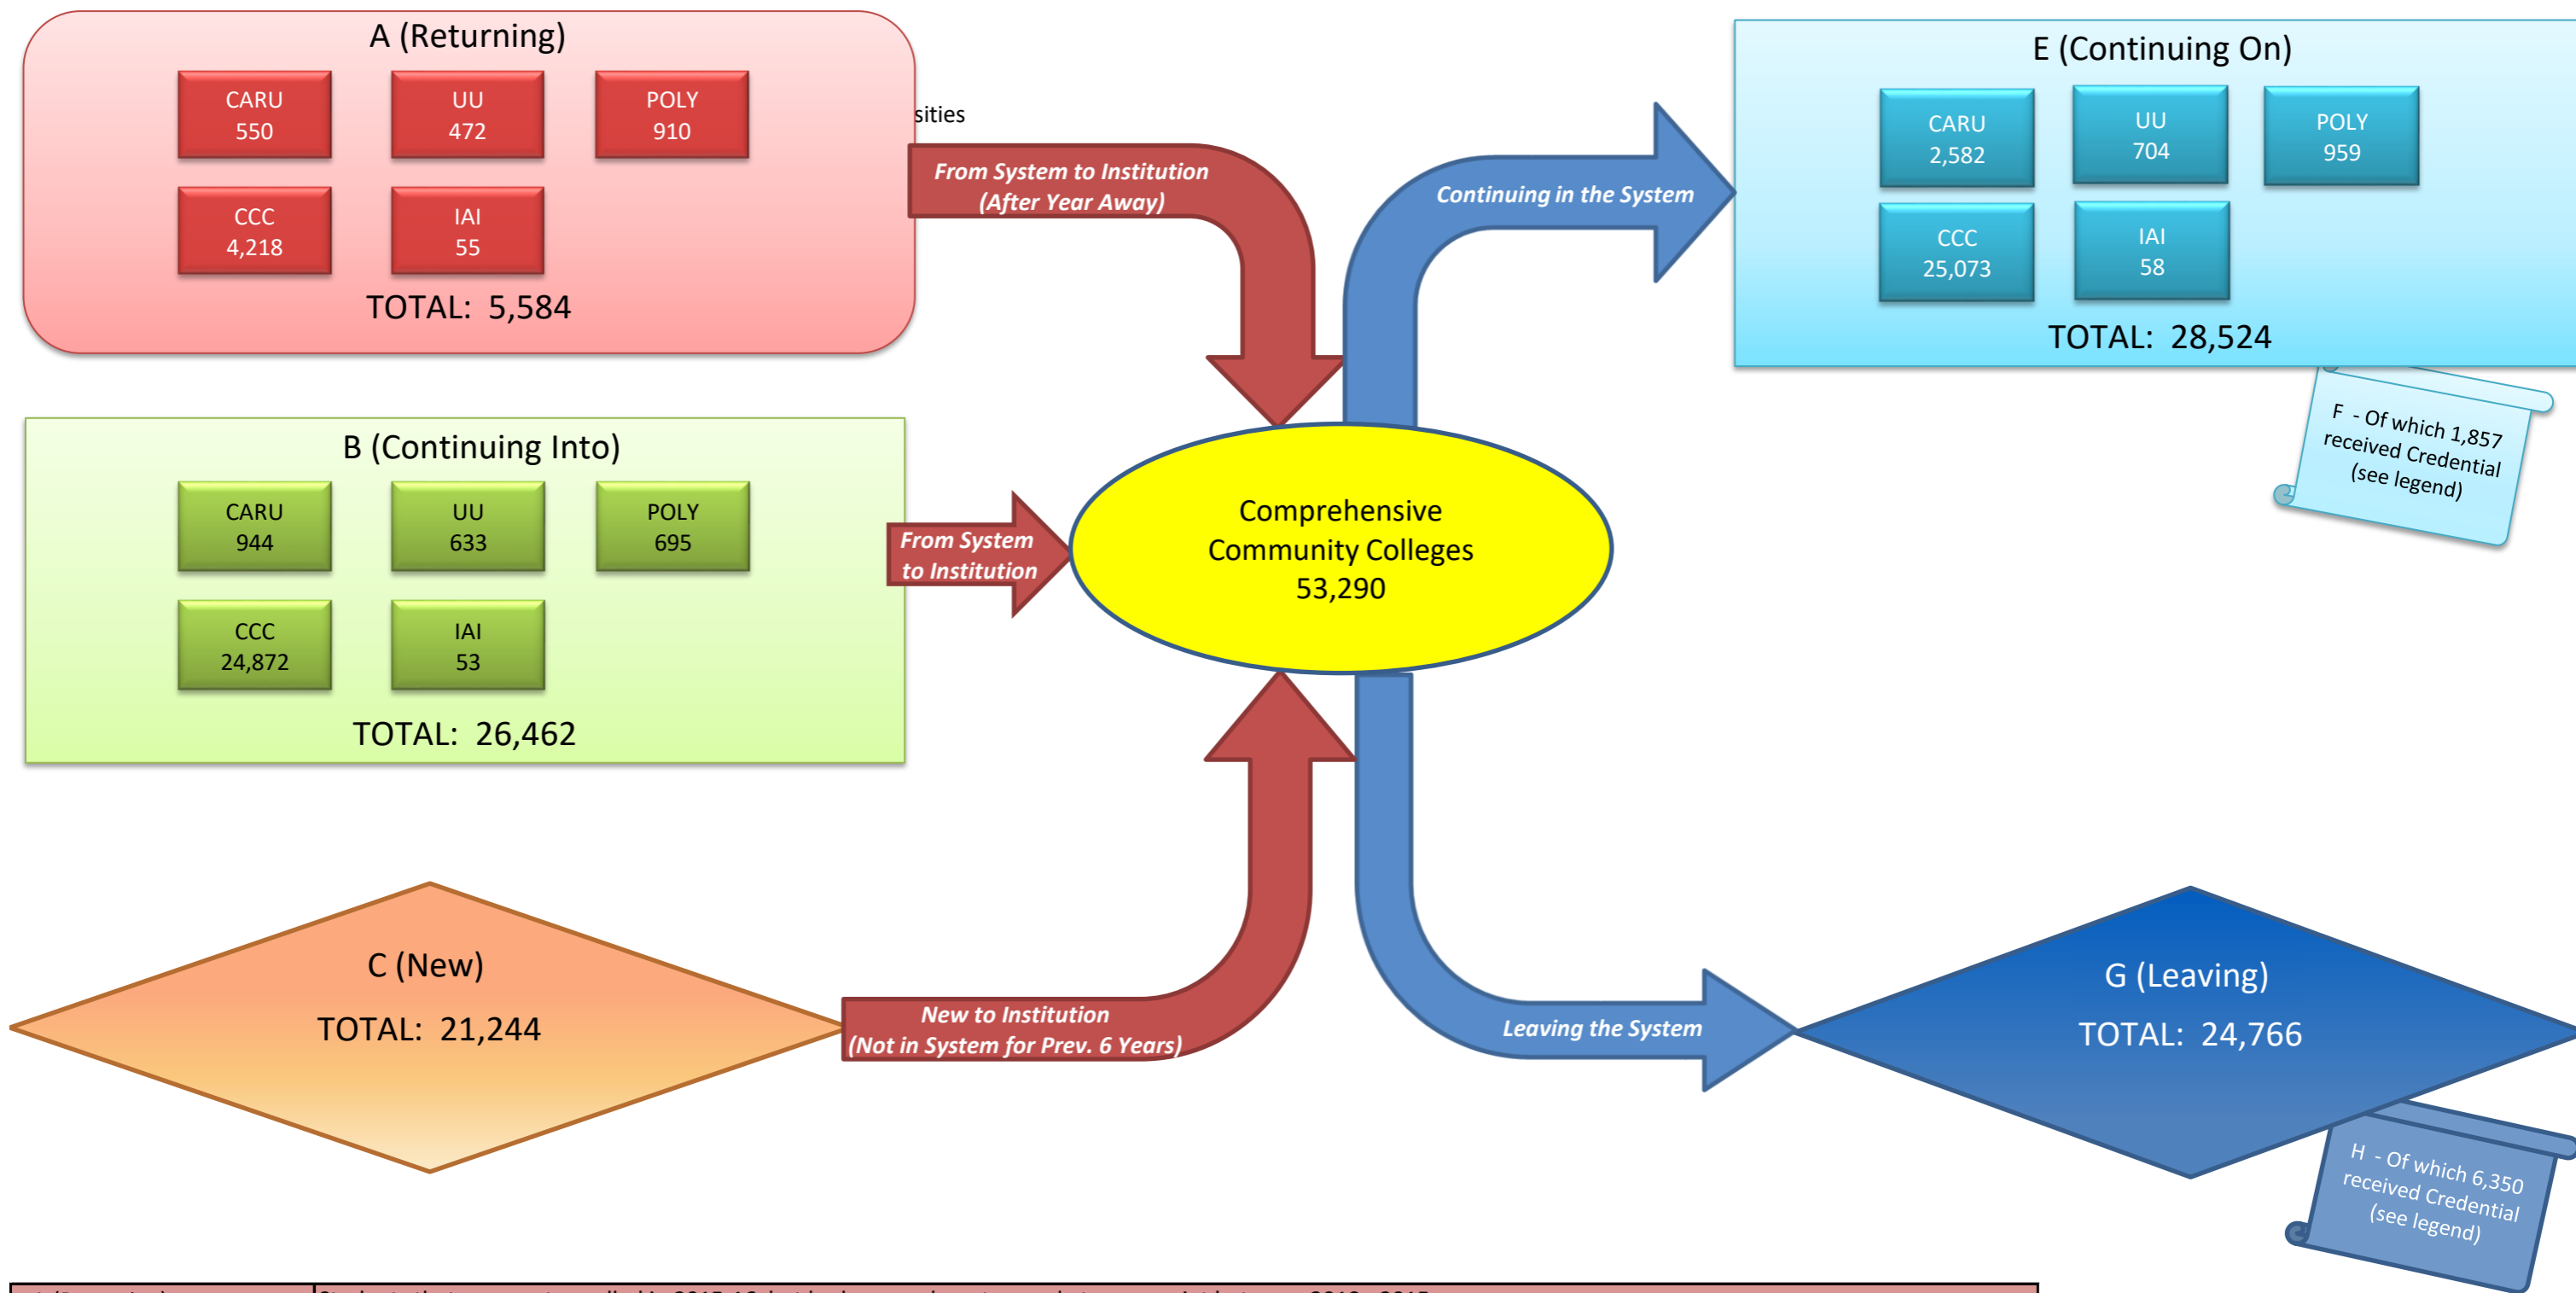 A (Returning)
CARU
550
UU
472
POLY
910
CCC
4,218
IAI
55
TOTAL: 5,584
sities
From System to Institution
(After Year Away)
Continuing in the System
E (Continuing On)
CARU
2,582
UU
704
POLY
959
CCC
25,073
IAI
58
TOTAL: 28,524
F - Of which 1,857
received Credential
(see legend)
B (Continuing Into)
CARU
944
UU
633
POLY
695
CCC
24,872
IAI
53
TOTAL: 26,462
From System
to Institution
Comprehensive
Community Colleges
53,290
C (New)
TOTAL: 21,244
New to Institution
(Not in System for Prev. 6 Years)
Leaving the System
G (Leaving)
TOTAL: 24,766
H - Of which 6,350
received Credential
(see legend)